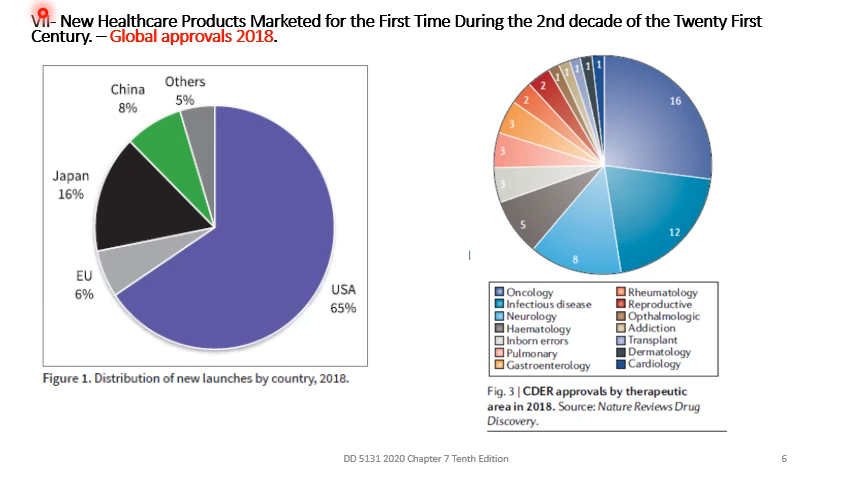 VII- New Healthcare Products Marketed for the First Time During the 2nd decade of the Twenty First
Century. – Global approvals 2018.
China
8%
Others
5%
Japan
16%
EU
6%
USA
65%
Figure 1. Distribution of new launches by country, 2018.
16
12
8
5
3
3
3
2
2
1
1
1
1
1
Oncology
Infectious disease
Neurology
Haematology
Inborn errors
Pulmonary
Gastroenterology
Rheumatology
Reproductive
Opthalmologic
Addiction
Transplant
Dermatology
Cardiology
Fig. 3 | CDER approvals by therapeutic
area in 2018. Source: Nature Reviews Drug
Discovery.
DD 5131 2020 Chapter 7 Tenth Edition
6